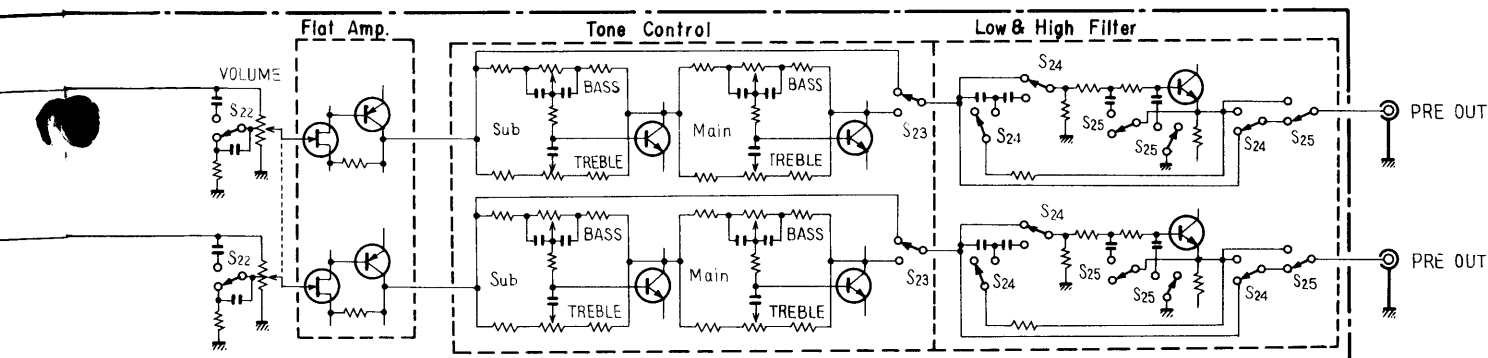 Flat Amp.
Tone Control
Low & High Filter
VOLUME
S22
Sub
BASS
TREBLE
Main
BASS
TREBLE
S23
S24
S24
S25
S25
S24
S25
PRE OUT
S22
Sub
BASS
TREBLE
Main
BASS
TREBLE
S23
S24
S24
S25
S25
S24
S25
PRE OUT